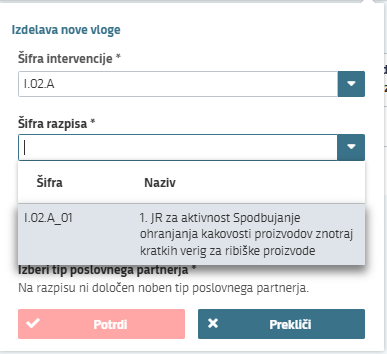 Izdelava nove vloge
Šifra intervencije *
I.02.A
Šifra razpisa *
Šifra Naziv
I.02.A_01 1. JR za aktivnost Spodbujanje
ohranjanja kakovosti proizvodov znotraj
kratkih verig za ribiške proizvode
Izberi tip poslovnega partnerja *
Na razpisu ni določen noben tip poslovnega partnerja.
Potrdi Prekliči